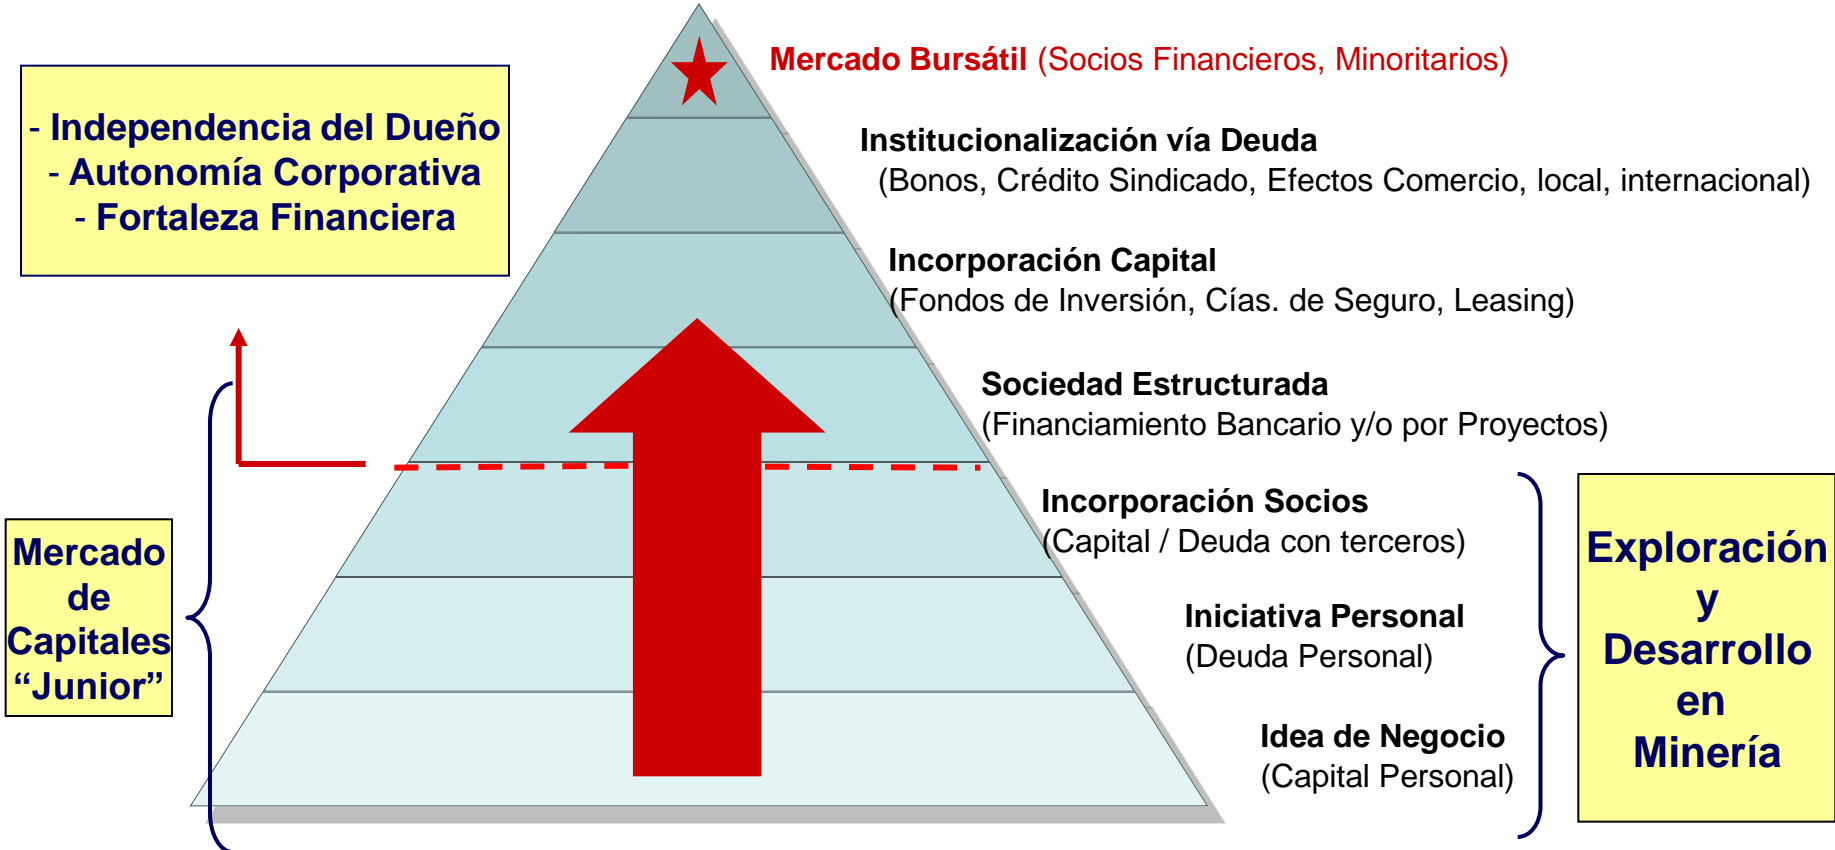 - Independencia del Dueño
- Autonomía Corporativa
- Fortaleza Financiera
Mercado Bursátil (Socios Financieros, Minoritarios)
Institucionalización vía Deuda
(Bonos, Crédito Sindicado, Efectos Comercio, local, internacional)
Incorporación Capital
(Fondos de Inversión, Cías. de Seguro, Leasing)
Sociedad Estructurada
(Financiamiento Bancario y/o por Proyectos)
Incorporación Socios
(Capital / Deuda con terceros)
Iniciativa Personal
(Deuda Personal)
Idea de Negocio
(Capital Personal)
Mercado
de
Capitales
“Junior”
Exploración
y
Desarrollo
en
Minería